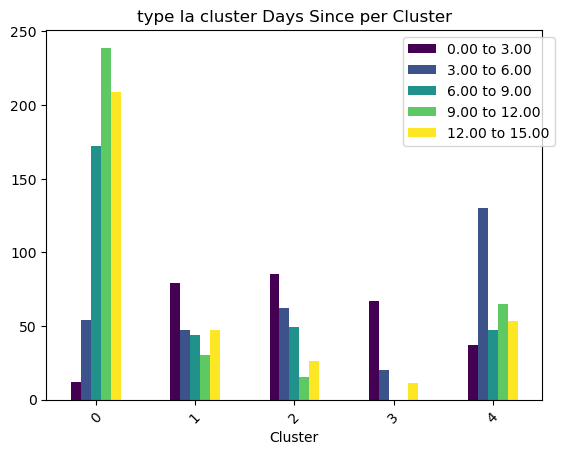 type Ia cluster Days Since per Cluster
250
200
150
100
50
0
0.00 to 3.00
3.00 to 6.00
6.00 to 9.00
9.00 to 12.00
12.00 to 15.00
0 1 2 3 4
Cluster